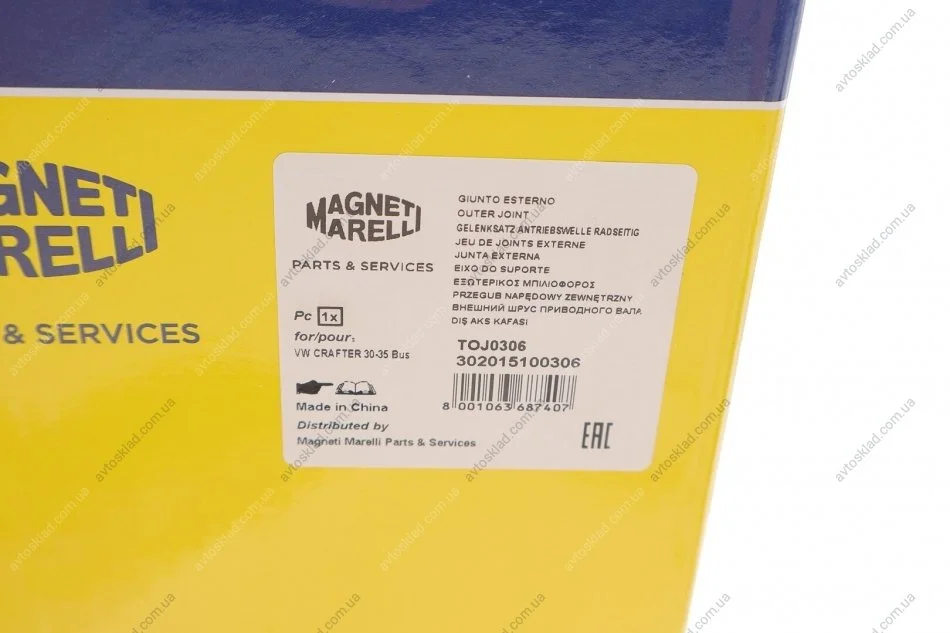 GNETI
ARELLI
& SERVICES
MAGNETI
MARELLI
PARTS & SERVICES
Pc 1x
for/pour:
VW CRAFTER 30-35 Bus
Made in China
Distributed by
Magneti Marelli Parts & Services
GIUNTO ESTERNO
OUTER JOINT
GELENKSATZ ANTRIEBSWELLE RADSEITIG
JEU DE JOINTS EXTERNE
JUNTA EXTERNA
EIXO DO SUPORTE
ΕΞΩΤΕΡΙΚΟΣ ΜΠΙΛΙΟΦΟΡΟΣ
PRZEGUB NAPĘDOWY ZEWNĘTRZNY
ВНЕШНИЙ ШРУС ПРИВОДНОГО ВАЛА
DIŞ AKS KAFASI
TOJ0306
302015100306
8 001063 687407
EAC
avtosklad.com.ua